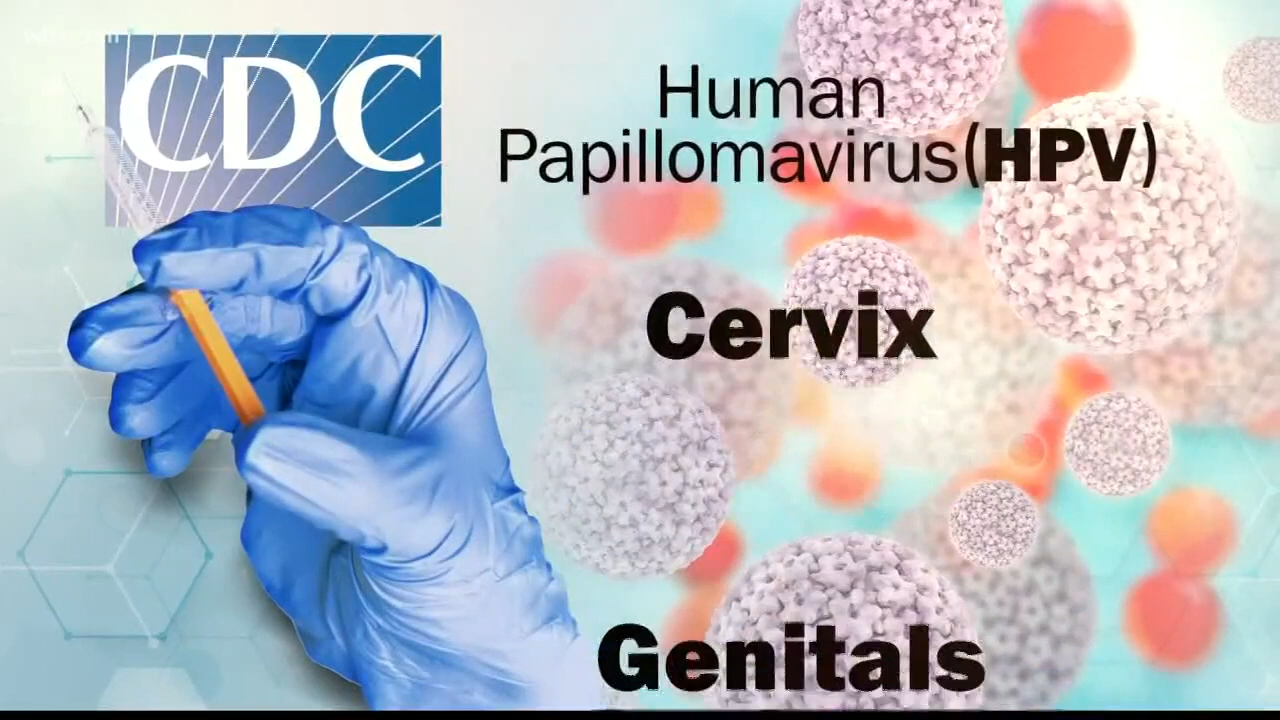 CDC
Human
Papillomavirus(HPV)
Cervix
Genitals